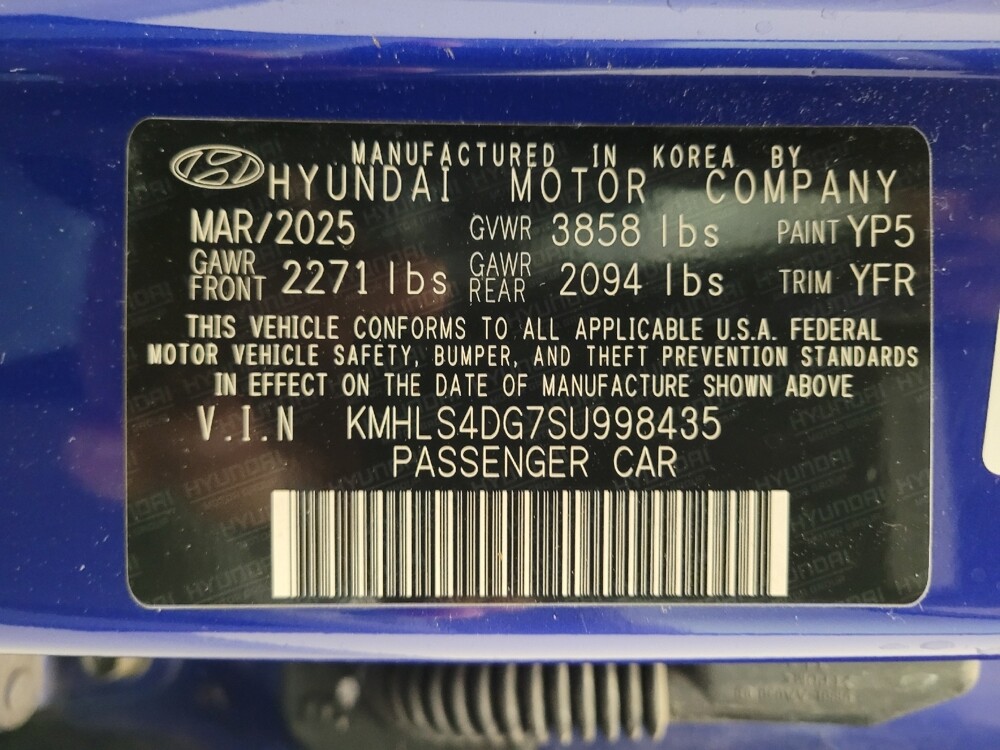 MANUFACTURED IN KOREA BY
HYUNDAI MOTOR COMPANY
MAR/2025 GVWR 3858 lbs PAINT YP5
GAWR FRONT 2271 lbs GAWR REAR 2094 lbs TRIM YFR
THIS VEHICLE CONFORMS TO ALL APPLICABLE U.S.A. FEDERAL
MOTOR VEHICLE SAFETY, BUMPER, AND THEFT PREVENTION STANDARDS
IN EFFECT ON THE DATE OF MANUFACTURE SHOWN ABOVE
V.I.N KMHLS4DG7SU998435
PASSENGER CAR